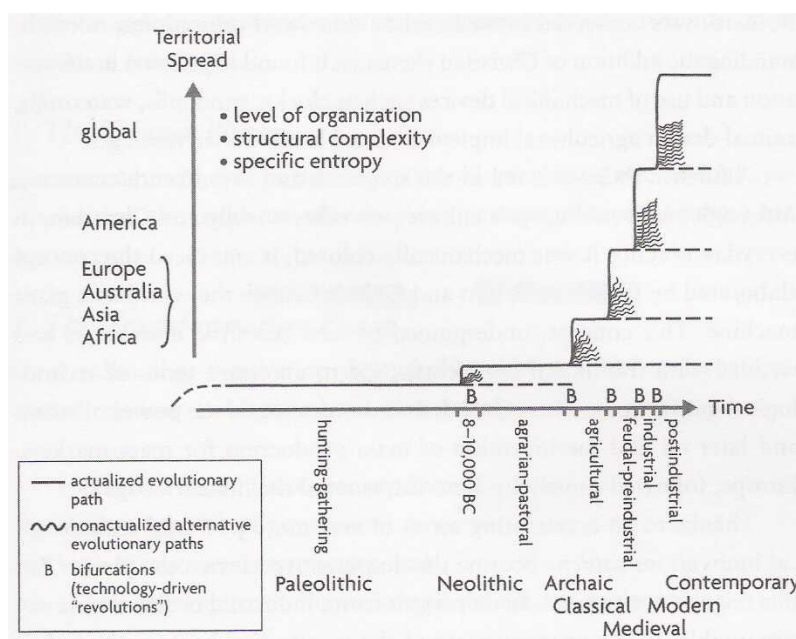 Territorial
Spread
global
America
Europe
Australia
Asia
Africa
• level of organization
• structural complexity
• specific entropy
B B B B B
Time
hunting-gathering
8–10,000 BC
agrarian-pastoral
agricultural
feudal-preindustrial
industrial
post-industrial
Paleolithic
Neolithic
Archaic
Classical
Medieval
Modern
Contemporary
actualized evolutionary
path
nonactualized alternative
evolutionary paths
B
(technology-driven
"revolutions")